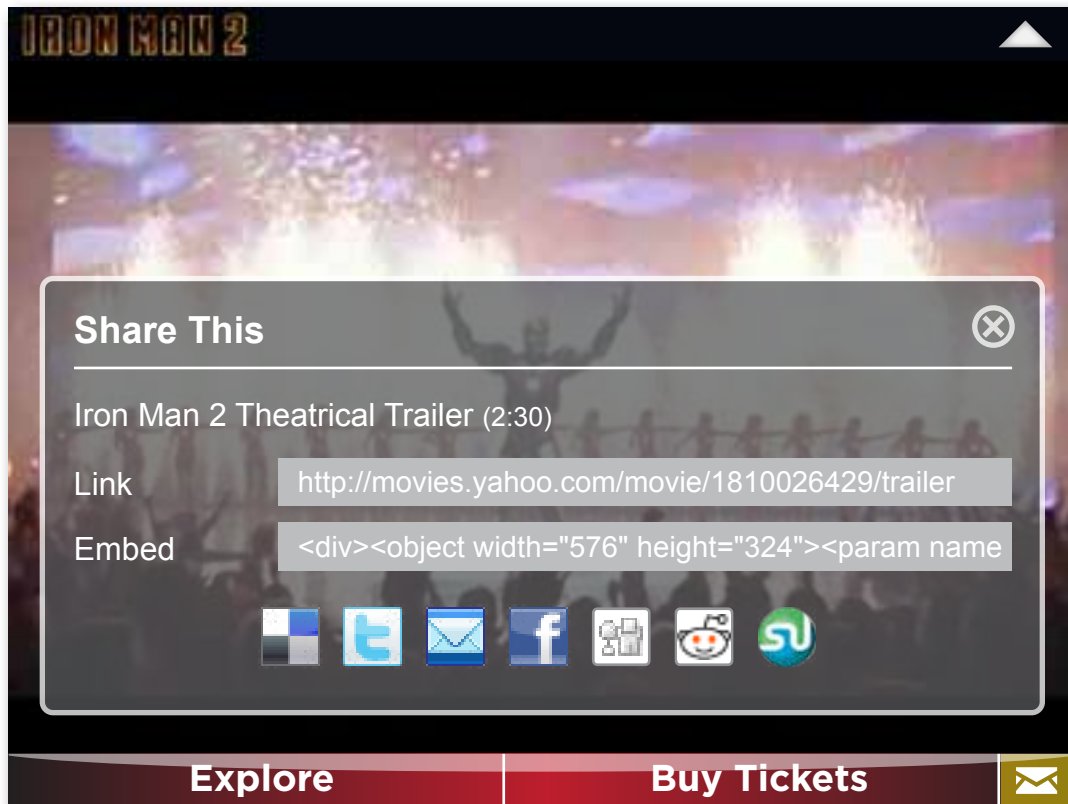 IRON MAN 2
Share This
Iron Man 2 Theatrical Trailer (2:30)
Link http://movies.yahoo.com/movie/1810026429/trailer
Embed <div><object width="576" height="324"><param name
Explore Buy Tickets